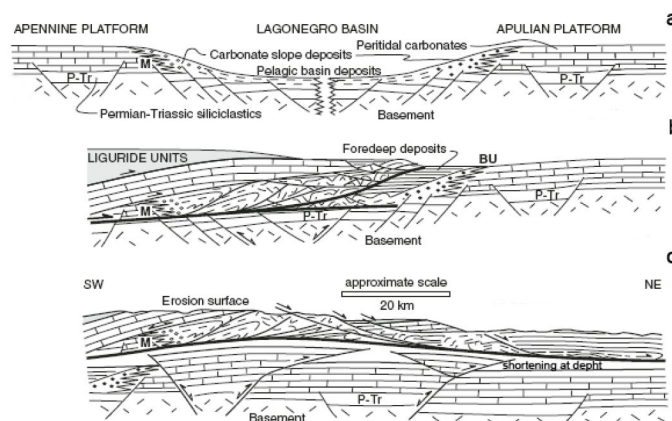 a
APENNINE PLATFORM LAGONEGRO BASIN APULIAN PLATFORM
Carbonate slope deposits Peritidal carbonates
M
Pelagic basin deposits
P-Tr P-Tr
Permian-Triassic siliciclastics Basement
b
Foredeep deposits
LIGURIDE UNITS BU
P-Tr
M
P-Tr
Basement
SW approximate scale NE
Erosion surface 20 km
M
shortening at depht
P-Tr
Basement